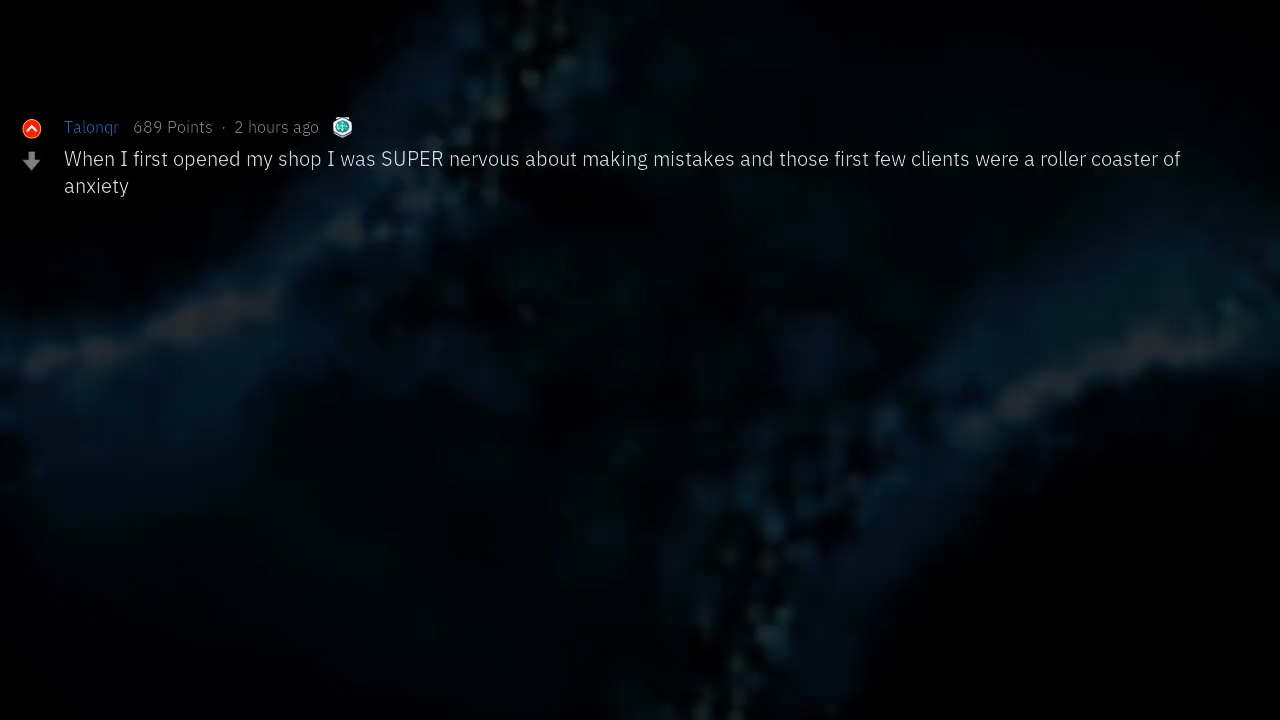 Talonqr 689 Points · 2 hours ago
When I first opened my shop I was SUPER nervous about making mistakes and those first few clients were a roller coaster of
anxiety